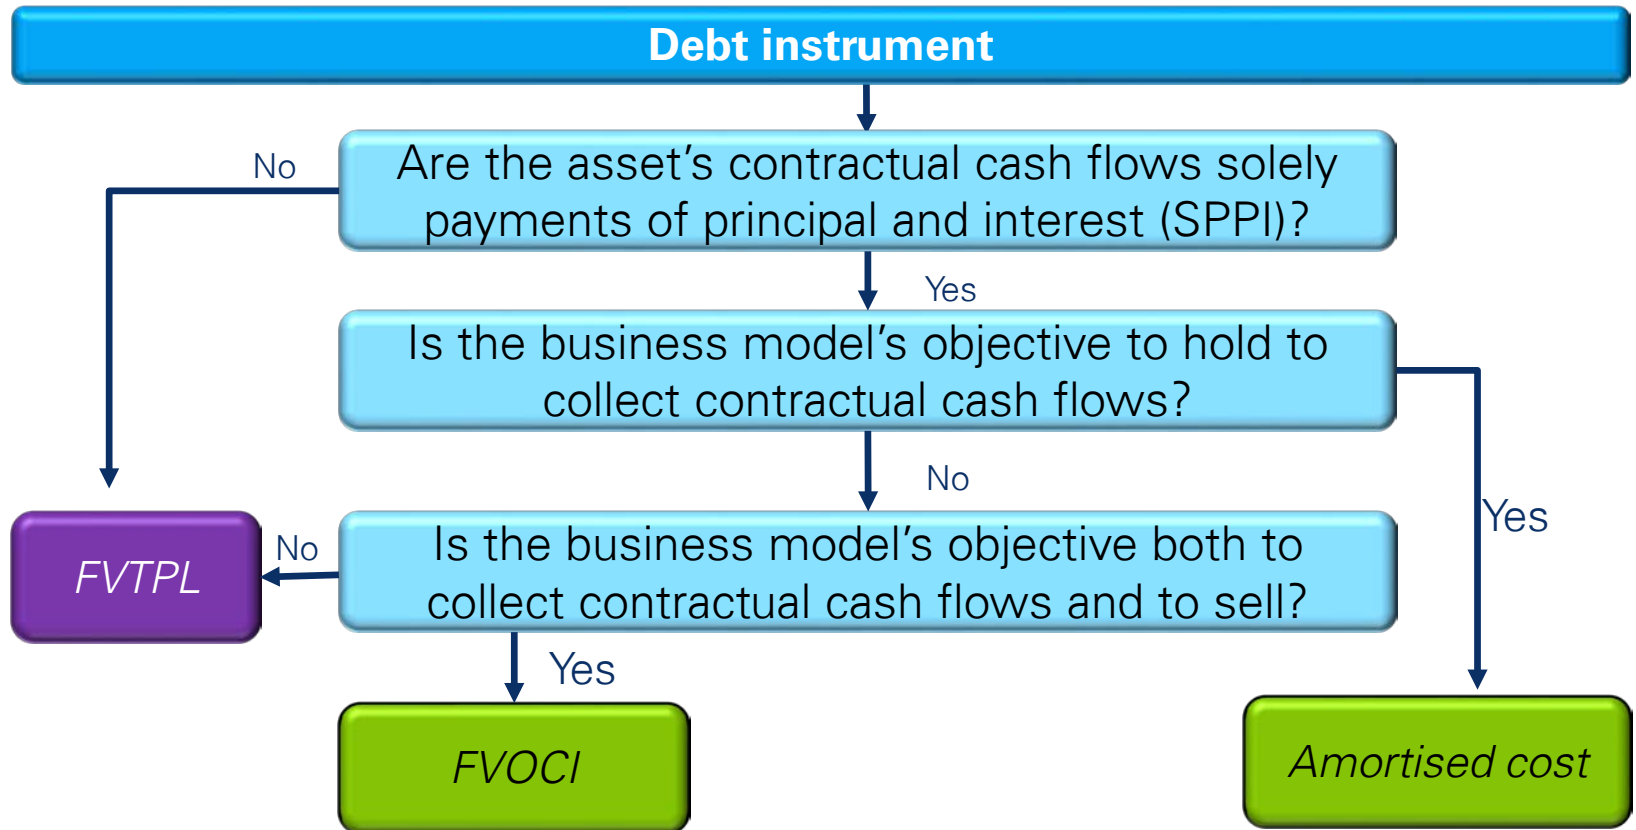 Debt instrument
No
Are the asset’s contractual cash flows solely
payments of principal and interest (SPPI)?
Yes
Is the business model’s objective to hold to
collect contractual cash flows?
No
Yes
FVTPL
No
Is the business model’s objective both to
collect contractual cash flows and to sell?
Yes
FVOCI
Amortised cost